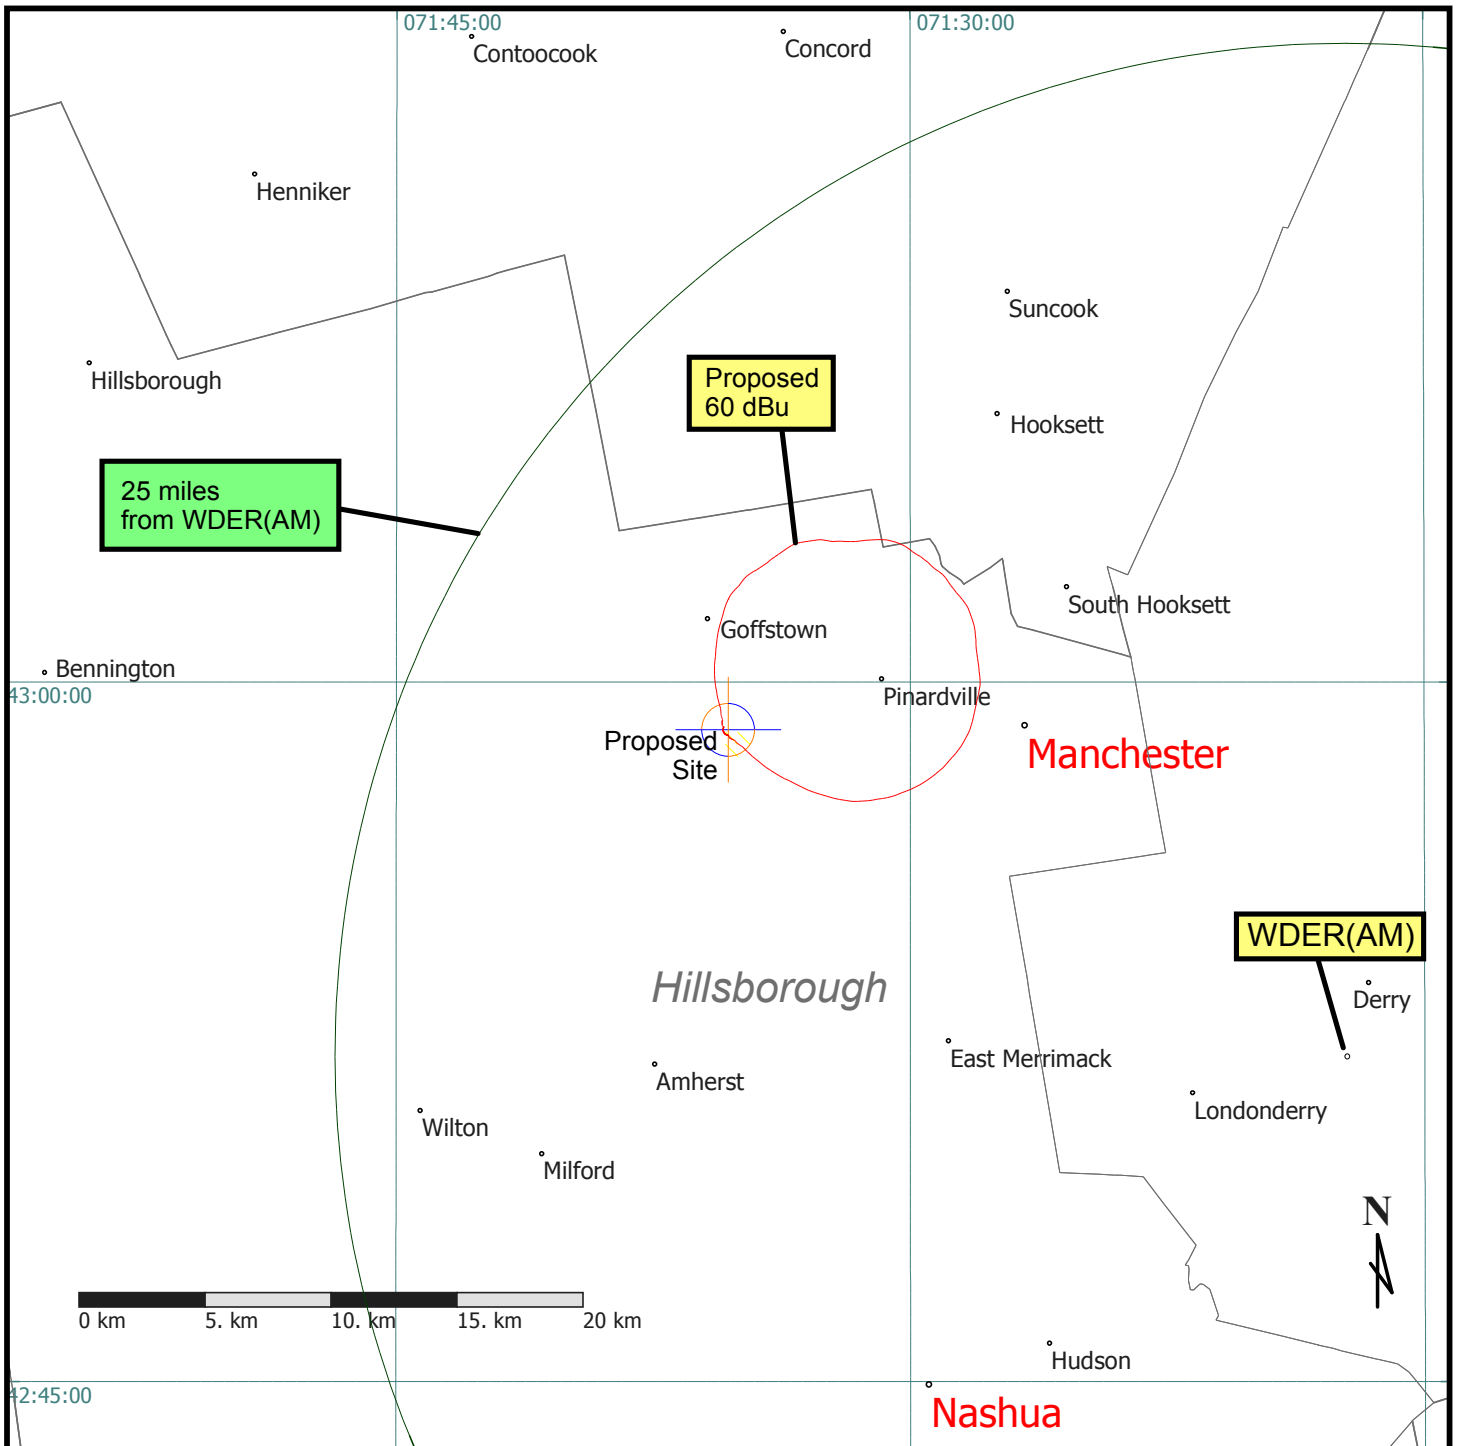 071:45:00
071:30:00
Contoocook
Concord
Henniker
Suncook
Hillsborough
Proposed
60 dBu
Hooksett
25 miles
from WDER(AM)
South Hooksett
Goffstown
Bennington
43:00:00
Pinardville
Proposed
Site
Manchester
WDER(AM)
Hillsborough
Derry
East Merrimack
Amherst
Londonderry
Wilton
Milford
N
0 km
5. km
10. km
15. km
20 km
Hudson
42:45:00
Nashua